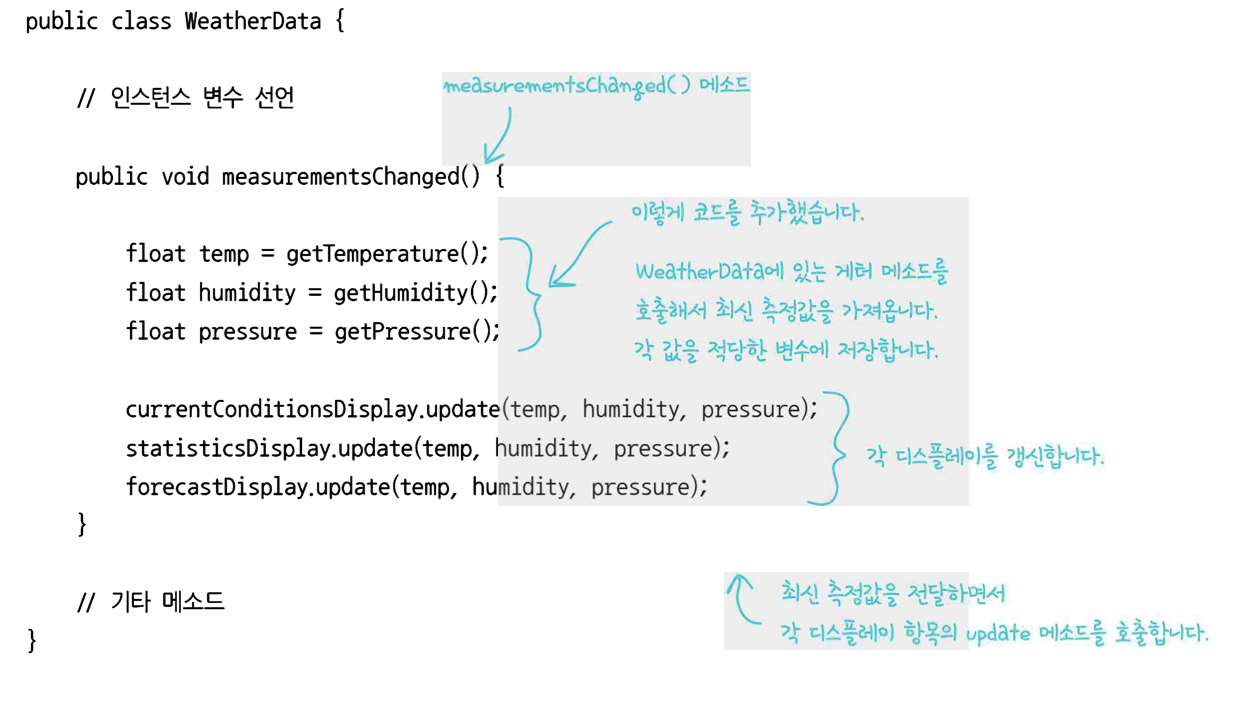 public class WeatherData {
// 인스턴스 변수 선언
measurementsChanged() 메소드
public void measurementsChanged() {
이렇게 코드를 추가했습니다.
float temp = getTemperature();
float humidity = getHumidity();
float pressure = getPressure();
WeatherData에 있는 게터 메소드를
호출해서 최신 측정값을 가져옵니다.
각 값을 적당한 변수에 저장합니다.
currentConditionsDisplay.update(temp, humidity, pressure);
statisticsDisplay.update(temp, humidity, pressure);
forecastDisplay.update(temp, humidity, pressure);
각 디스플레이를 갱신합니다.
}
// 기타 메소드
}
최신 측정값을 전달하면서
각 디스플레이 항목의 update 메소드를 호출합니다.